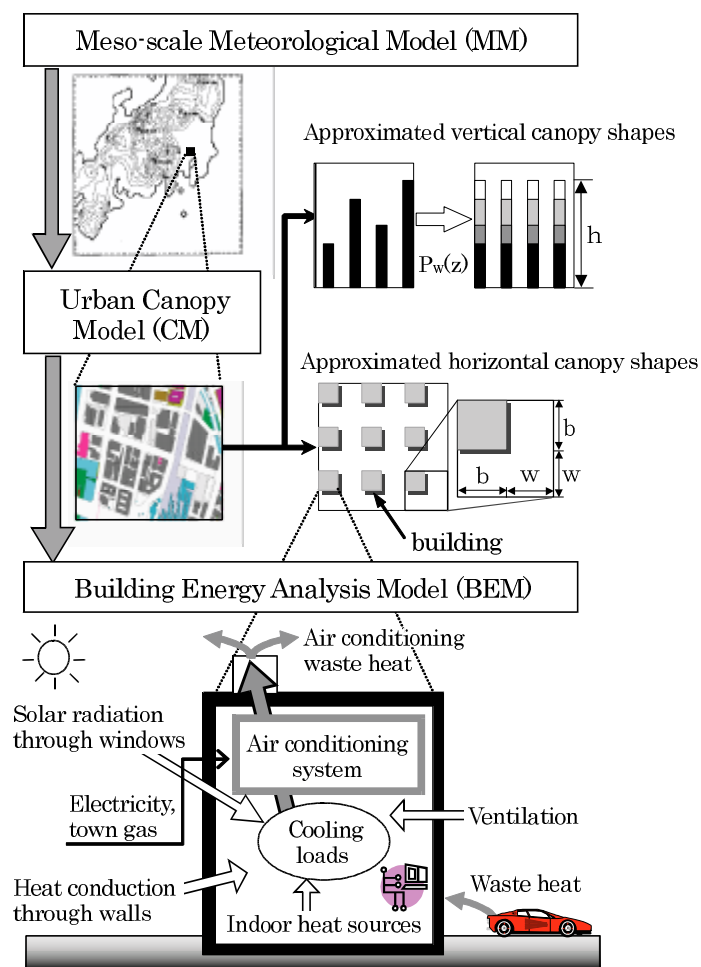 Meso-scale Meteorological Model (MM)
Approximated vertical canopy shapes
h
Pw(z)
Urban Canopy
Model (CM)
Approximated horizontal canopy shapes
b
b
w
w
building
Building Energy Analysis Model (BEM)
Air conditioning
waste heat
Solar radiation
through windows
Air conditioning
system
Electricity,
town gas
Cooling
loads
Ventilation
Heat conduction
through walls
Indoor heat sources
Waste heat